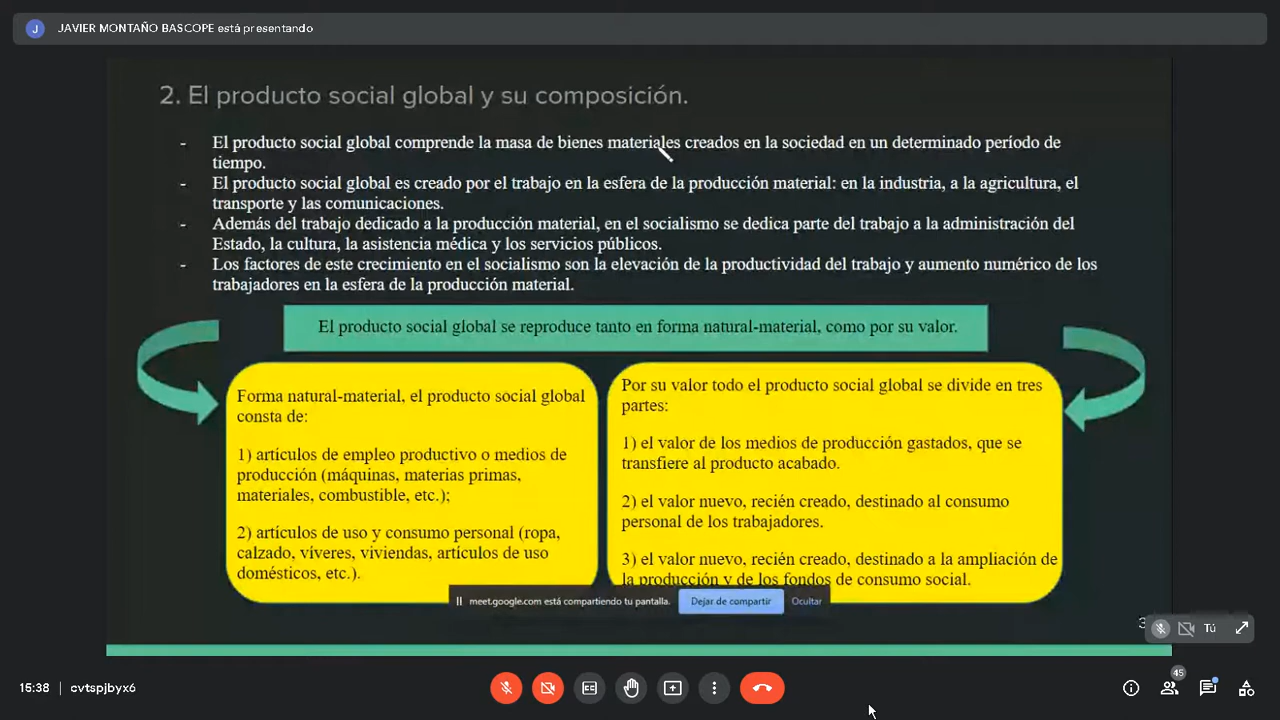 J JAVIER MONTAÑO BASCOPE está presentando
2. El producto social global y su composición.
- El producto social global comprende la masa de bienes materiales creados en la sociedad en un determinado período de
tiempo.
- El producto social global es creado por el trabajo en la esfera de la producción material: en la industria, a la agricultura, el
transporte y las comunicaciones.
- Además del trabajo dedicado a la producción material, en el socialismo se dedica parte del trabajo a la administración del
Estado, la cultura, la asistencia médica y los servicios públicos.
- Los factores de este crecimiento en el socialismo son la elevación de la productividad del trabajo y aumento numérico de los
trabajadores en la esfera de la producción material.
El producto social global se reproduce tanto en forma natural-material, como por su valor.
Forma natural-material, el producto social global
consta de:
1) artículos de empleo productivo o medios de
producción (máquinas, materias primas,
materiales, combustible, etc.);
2) artículos de uso y consumo personal (ropa,
calzado, víveres, viviendas, artículos de uso
domésticos, etc.).
Por su valor todo el producto social global se divide en tres
partes:
1) el valor de los medios de producción gastados, que se
transfiere al producto acabado.
2) el valor nuevo, recién creado, destinado al consumo
personal de los trabajadores.
3) el valor nuevo, recién creado, destinado a la ampliación de
la producción y de los fondos de consumo social.
meet.google.com está compartiendo tu pantalla. Dejar de compartir Ocultar
3
Tú
15:38 | cvtspjbyx6
45